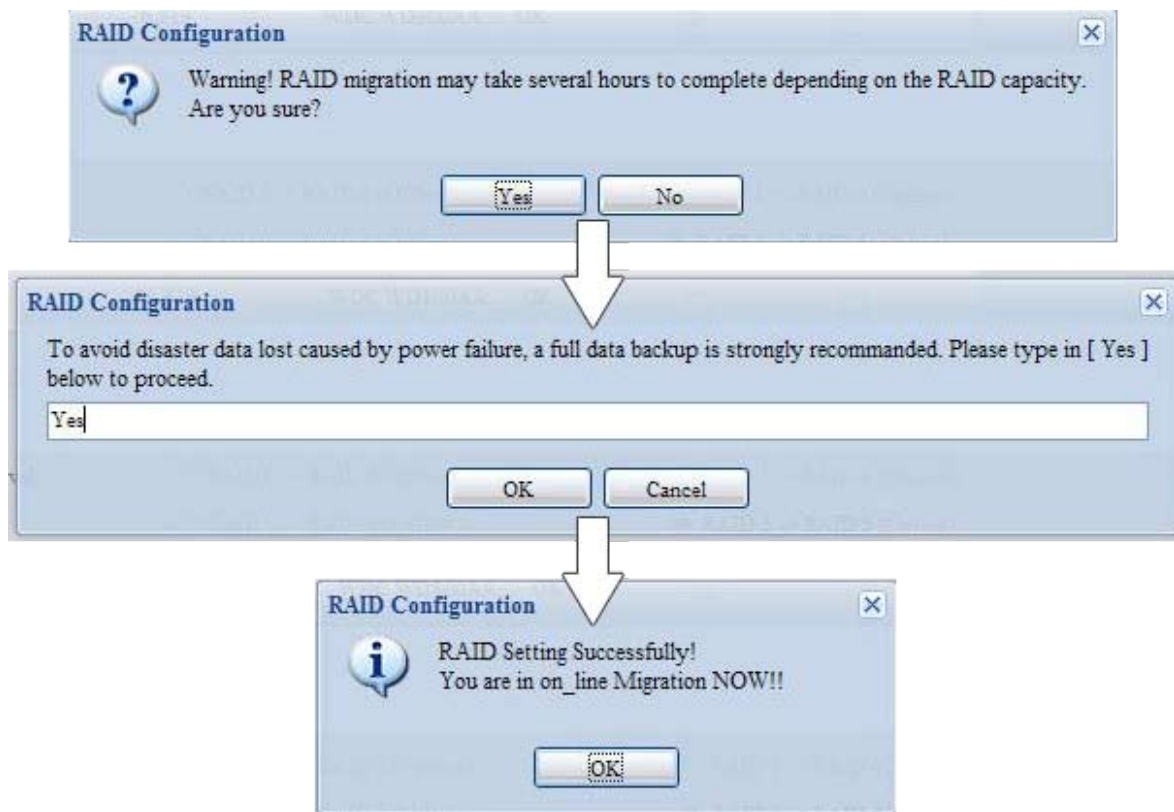 RAID Configuration
Warning! RAID migration may take several hours to complete depending on the RAID capacity.
Are you sure?
Yes
No
RAID Configuration
To avoid disaster data lost caused by power failure, a full data backup is strongly recommanded. Please type in [ Yes ]
below to proceed.
Yes
OK
Cancel
RAID Configuration
RAID Setting Successfully!
You are in on_line Migration NOW!!
OK